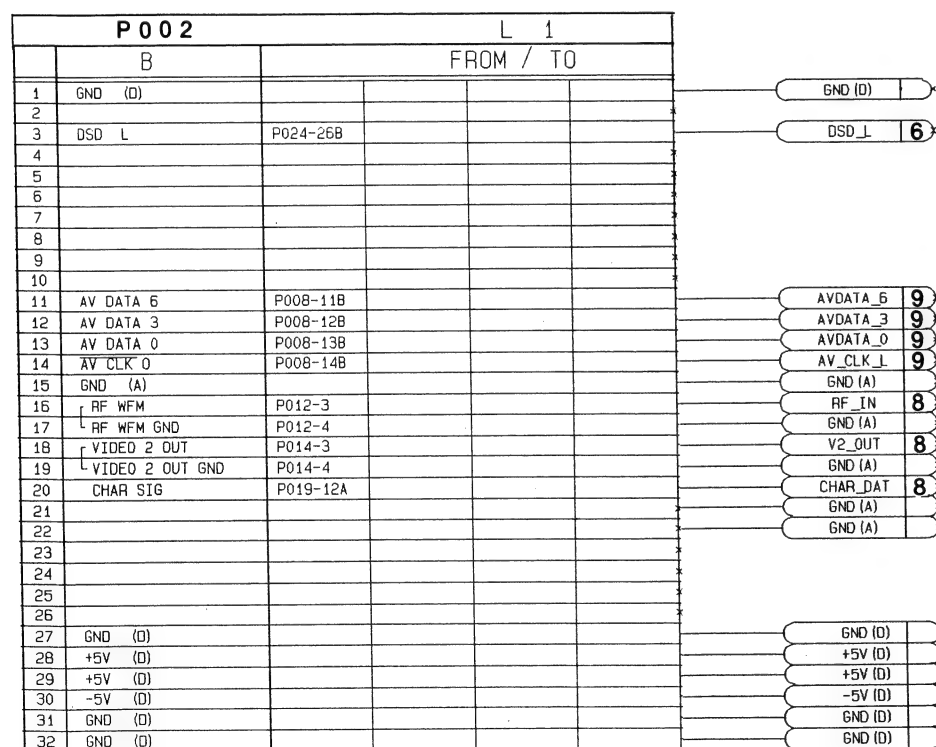 P002 L 1
B FROM / TO
1 GND (D) GND (D)
2
3 DSD L P024-26B DSD_L 6
4
5
6
7
8
9
10
11 AV DATA 6 P008-11B AVDATA_6 9
12 AV DATA 3 P008-12B AVDATA_3 9
13 AV DATA 0 P008-13B AVDATA_0 9
14 AV CLK 0 P008-14B AV_CLK_L 9
15 GND (A) GND (A)
16 RF WFM P012-3 RF_IN 8
17 RF WFM GND P012-4 GND (A)
18 VIDEO 2 OUT P014-3 V2_OUT 8
19 VIDEO 2 OUT GND P014-4 GND (A)
20 CHAR SIG P019-12A CHAR_DAT 8
21 GND (A)
22 GND (A)
23
24
25
26
27 GND (D) GND (D)
28 +5V (D) +5V (D)
29 +5V (D) +5V (D)
30 -5V (D) -5V (D)
31 GND (D) GND (D)
32 GND (D) GND (D)